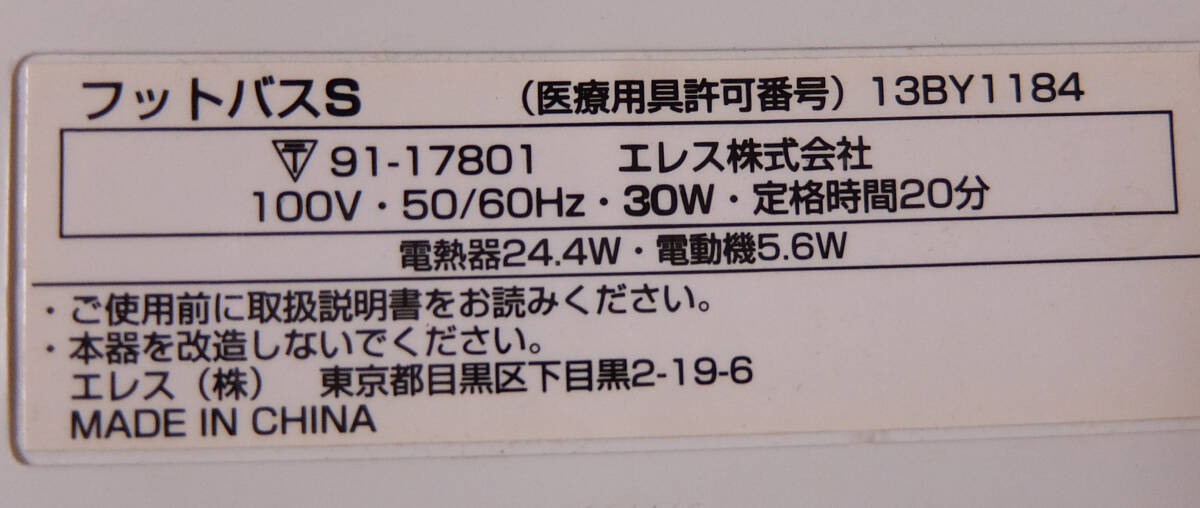 フットバスS (医療用具許可番号) 13BY1184
〒 91-17801 エレス株式会社
100V・50/60Hz・30W・定格時間20分
電熱器24.4W・電動機5.6W
・ご使用前に取扱説明書をお読みください。
・本器を改造しないでください。
エレス(株) 東京都目黒区下目黒2-19-6
MADE IN CHINA